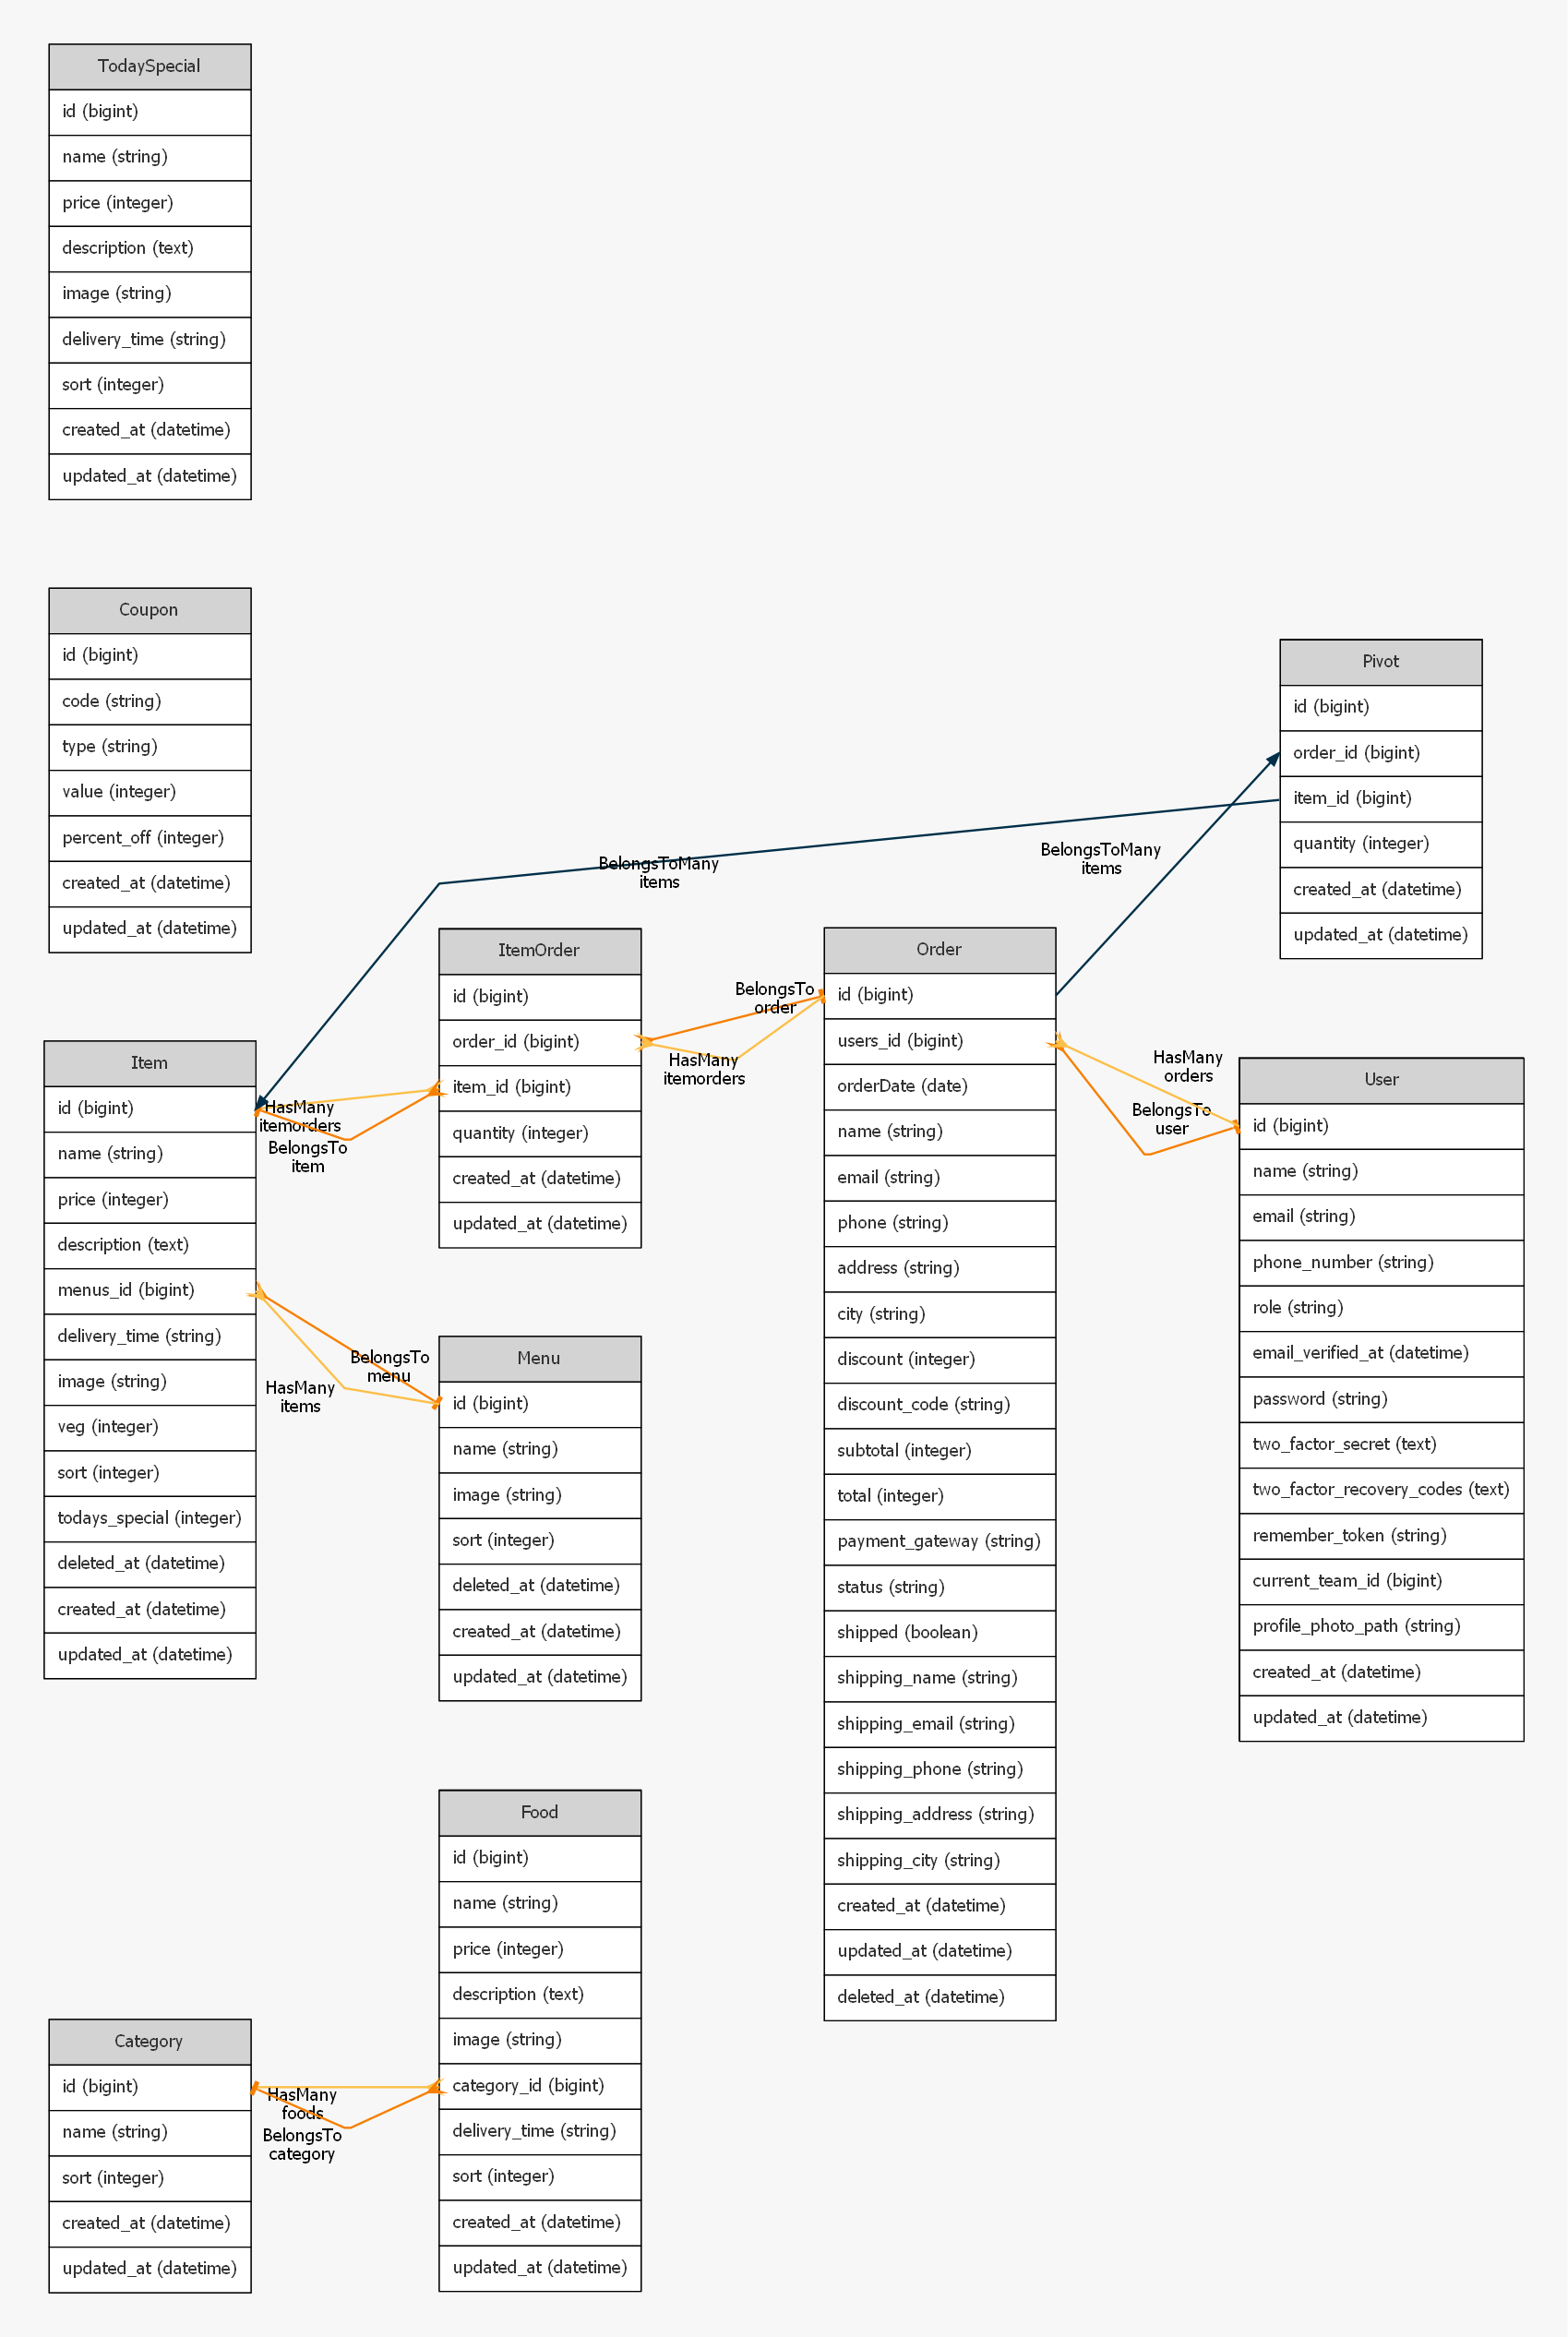 TodaySpecial
id (bigint)
name (string)
price (integer)
description (text)
image (string)
delivery_time (string)
sort (integer)
created_at (datetime)
updated_at (datetime)
Coupon
id (bigint)
code (string)
type (string)
value (integer)
percent_off (integer)
created_at (datetime)
updated_at (datetime)
Pivot
id (bigint)
order_id (bigint)
item_id (bigint)
quantity (integer)
created_at (datetime)
updated_at (datetime)
BelongsToMany
items
BelongsToMany
items
Item
id (bigint)
name (string)
price (integer)
description (text)
menus_id (bigint)
delivery_time (string)
image (string)
veg (integer)
sort (integer)
todays_special (integer)
deleted_at (datetime)
created_at (datetime)
updated_at (datetime)
HasMany
itemorders
BelongsTo
item
BelongsTo
menu
HasMany
items
ItemOrder
id (bigint)
order_id (bigint)
item_id (bigint)
quantity (integer)
created_at (datetime)
updated_at (datetime)
BelongsTo
order
HasMany
itemorders
Menu
id (bigint)
name (string)
image (string)
sort (integer)
deleted_at (datetime)
created_at (datetime)
updated_at (datetime)
Order
id (bigint)
users_id (bigint)
orderDate (date)
name (string)
email (string)
phone (string)
address (string)
city (string)
discount (integer)
discount_code (string)
subtotal (integer)
total (integer)
payment_gateway (string)
status (string)
shipped (boolean)
shipping_name (string)
shipping_email (string)
shipping_phone (string)
shipping_address (string)
shipping_city (string)
created_at (datetime)
updated_at (datetime)
deleted_at (datetime)
HasMany
orders
BelongsTo
user
User
id (bigint)
name (string)
email (string)
phone_number (string)
role (string)
email_verified_at (datetime)
password (string)
two_factor_secret (text)
two_factor_recovery_codes (text)
remember_token (string)
current_team_id (bigint)
profile_photo_path (string)
created_at (datetime)
updated_at (datetime)
Food
id (bigint)
name (string)
price (integer)
description (text)
image (string)
category_id (bigint)
delivery_time (string)
sort (integer)
created_at (datetime)
updated_at (datetime)
Category
id (bigint)
name (string)
sort (integer)
created_at (datetime)
updated_at (datetime)
HasMany
foods
BelongsTo
category